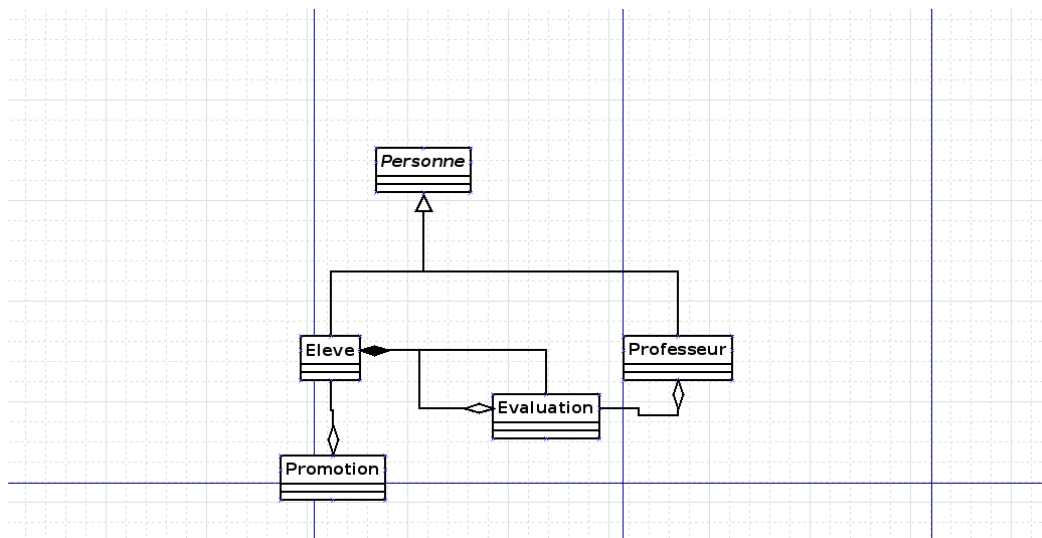 Personne
Eleve
Professeur
Evaluation
Promotion